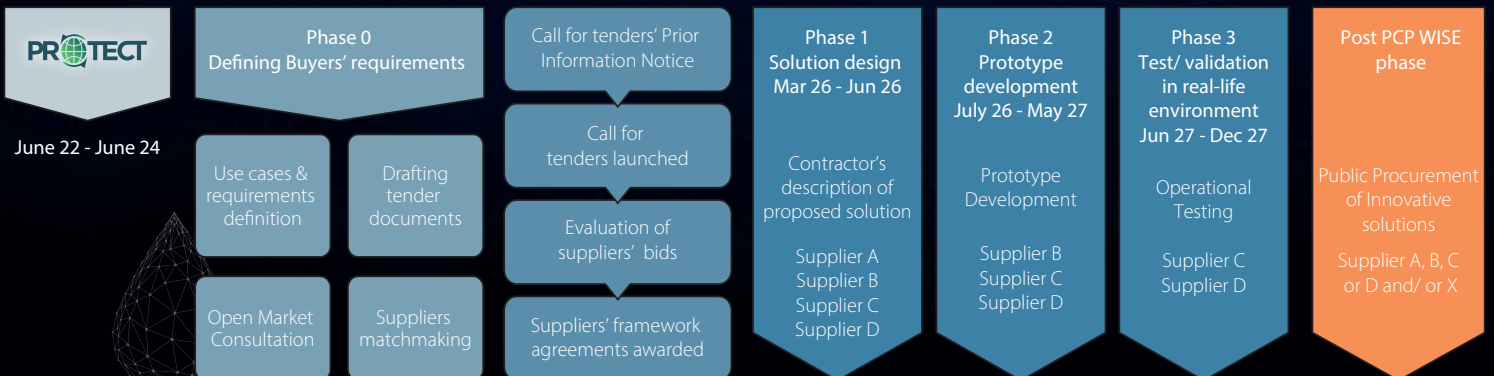 PROTECT
June 22 - June 24
Phase 0
Defining Buyers’ requirements
Use cases &
requirements
definition
Drafting
tender
documents
Open Market
Consultation
Suppliers
matchmaking
Call for tenders’ Prior
Information Notice
Call for
tenders launched
Evaluation of
suppliers’ bids
Suppliers’ framework
agreements awarded
Phase 1
Solution design
Mar 26 - Jun 26
Contractor’s
description of
proposed solution
Supplier A
Supplier B
Supplier C
Supplier D
Phase 2
Prototype
development
July 26 - May 27
Prototype
Development
Supplier B
Supplier C
Supplier D
Phase 3
Test/ validation
in real-life
environment
Jun 27 - Dec 27
Operational
Testing
Supplier C
Supplier D
Post PCP WISE
phase
Public Procurement
of Innovative
solutions
Supplier A, B, C
or D and/ or X